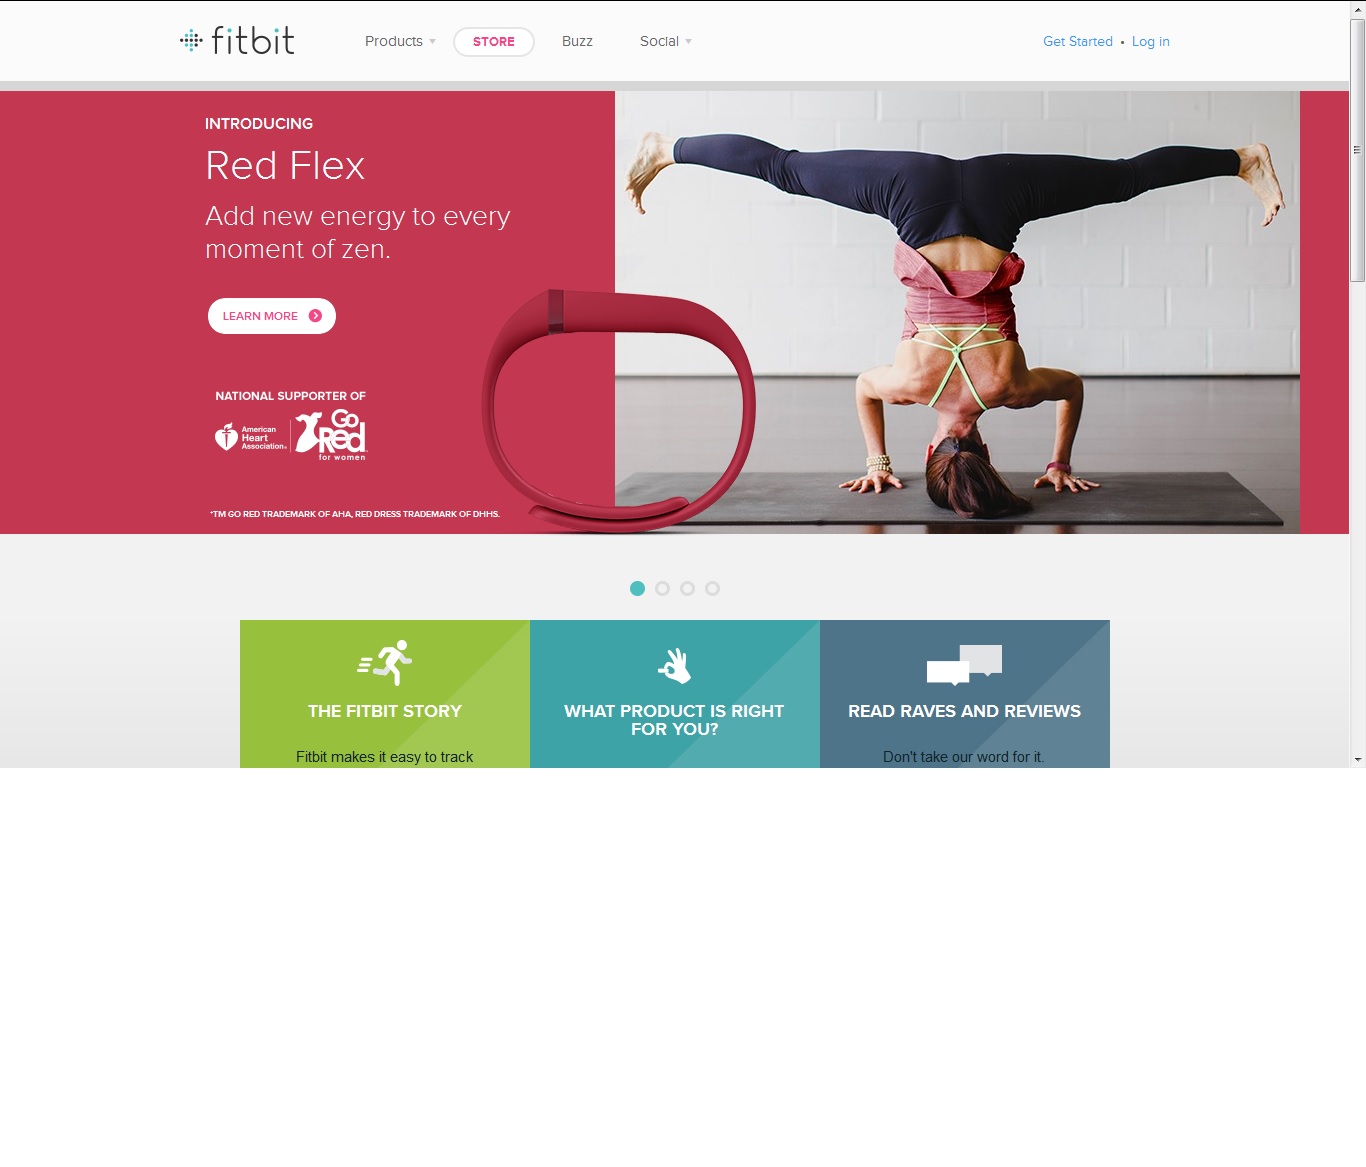 fitbit
Products
STORE
Buzz
Social
Get Started • Log in
INTRODUCING
Red Flex
Add new energy to every
moment of zen.
LEARN MORE
NATIONAL SUPPORTER OF
American
Heart
Association®
Go
Red
for women
*TM GO RED TRADEMARK OF AHA, RED DRESS TRADEMARK OF DHHS.
THE FITBIT STORY
Fitbit makes it easy to track
WHAT PRODUCT IS RIGHT
FOR YOU?
READ RAVES AND REVIEWS
Don't take our word for it.